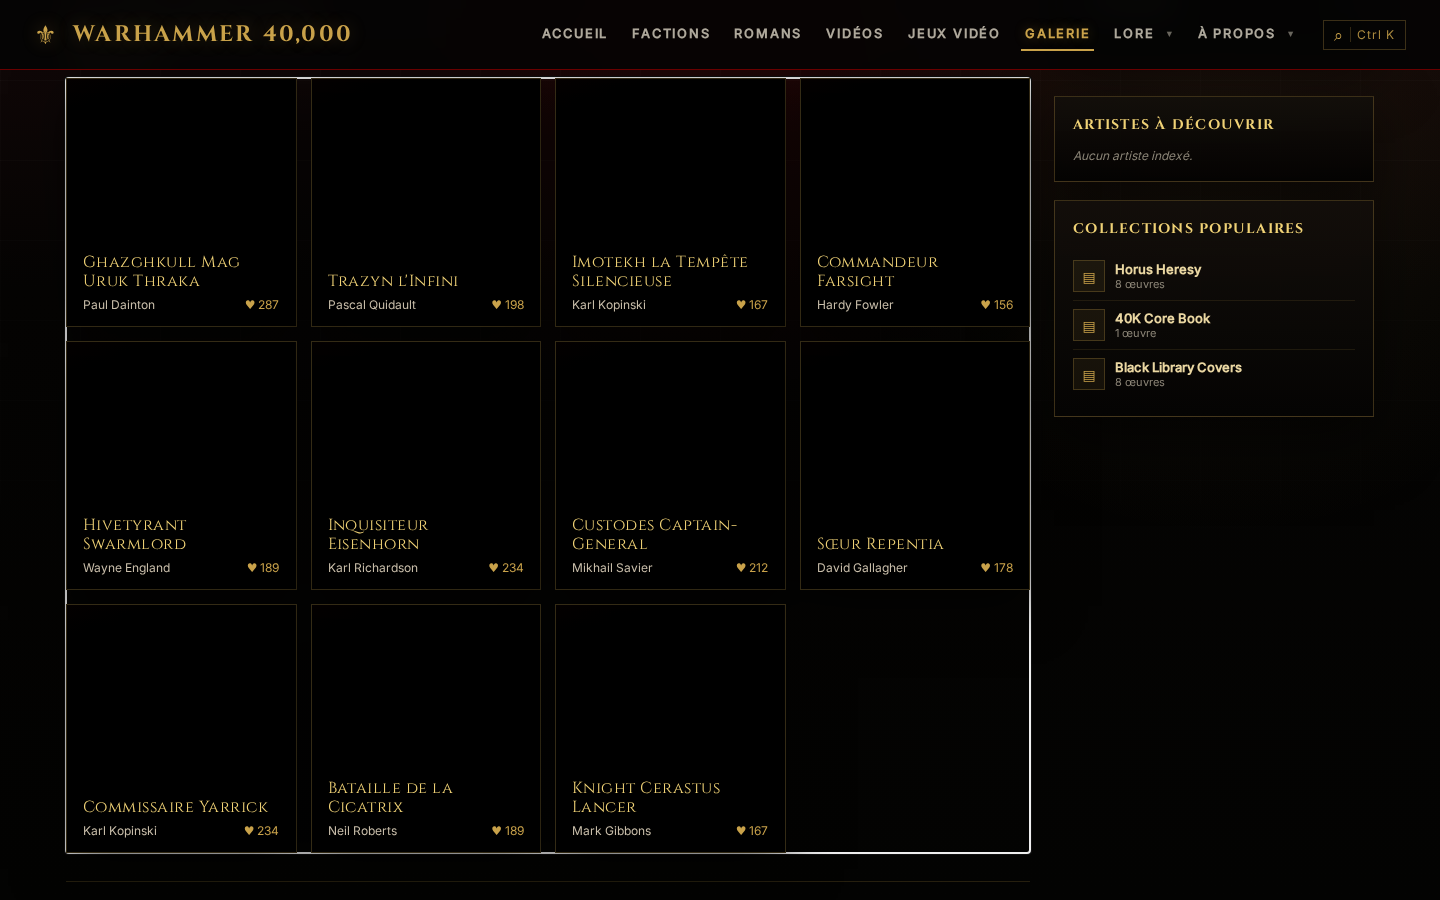 WARHAMMER 40,000
ACCUEIL FACTIONS ROMANS VIDÉOS JEUX VIDÉO GALERIE LORE À PROPOS Ctrl K
Ghazghkull Mag
Uruk Thraka
Paul Dainton ♥ 287
Trazyn l'Infini
Pascal Quidault ♥ 198
Imotekh la Tempête
Silencieuse
Karl Kopinski ♥ 167
Commandeur
Farsight
Hardy Fowler ♥ 156
Hivetyrant
Swarmlord
Wayne England ♥ 189
Inquisiteur
Eisenhorn
Karl Richardson ♥ 234
Custodes Captain-
General
Mikhail Savier ♥ 212
Sœur Repentia
David Gallagher ♥ 178
Commissaire Yarrick
Karl Kopinski ♥ 234
Bataille de la
Cicatrix
Neil Roberts ♥ 189
Knight Cerastus
Lancer
Mark Gibbons ♥ 167
ARTISTES À DÉCOUVRIR
Aucun artiste indexé.
COLLECTIONS POPULAIRES
Horus Heresy
8 œuvres
40K Core Book
1 œuvre
Black Library Covers
8 œuvres